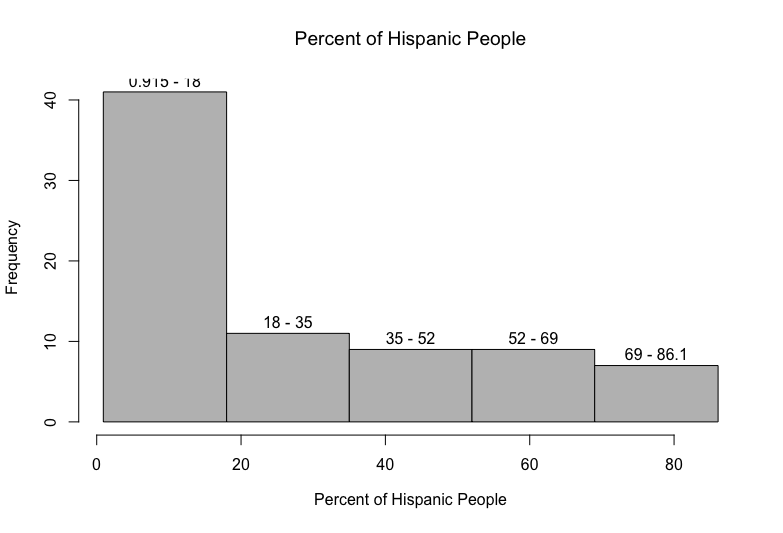 Percent of Hispanic People
0.915 - 18
18 - 35
35 - 52
52 - 69
69 - 86.1
Frequency
40
30
20
10
0
0 20 40 60 80
Percent of Hispanic People